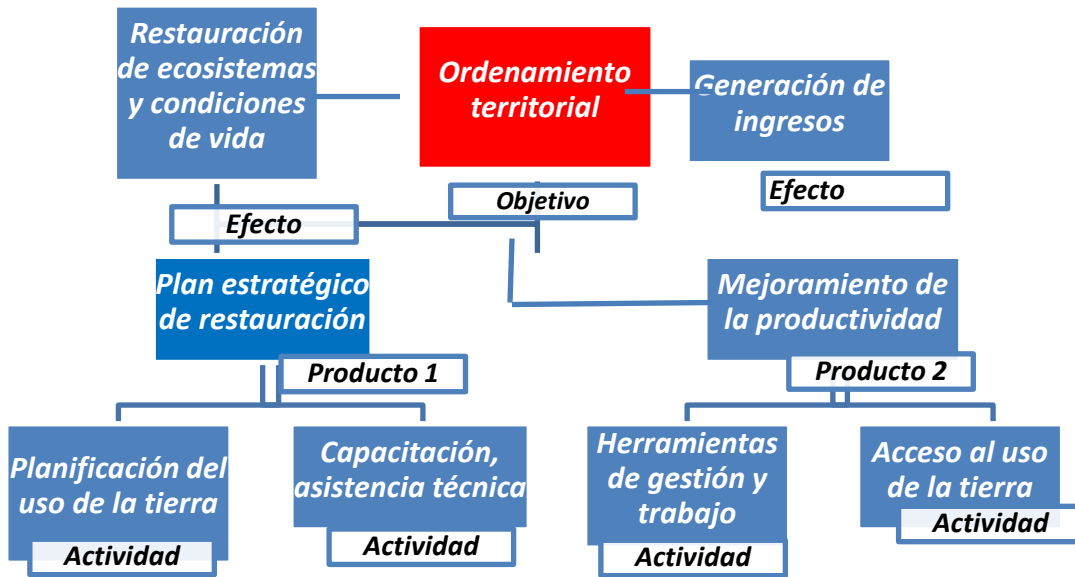 Restauración
de ecosistemas
y condiciones
de vida
Efecto
Ordenamiento
territorial
Objetivo
Generación de
ingresos
Efecto
Plan estratégico
de restauración
Producto 1
Mejoramiento de
la productividad
Producto 2
Planificación del
uso de la tierra
Actividad
Capacitación,
asistencia técnica
Actividad
Herramientas
de gestión y
trabajo
Actividad
Acceso al uso
de la tierra
Actividad